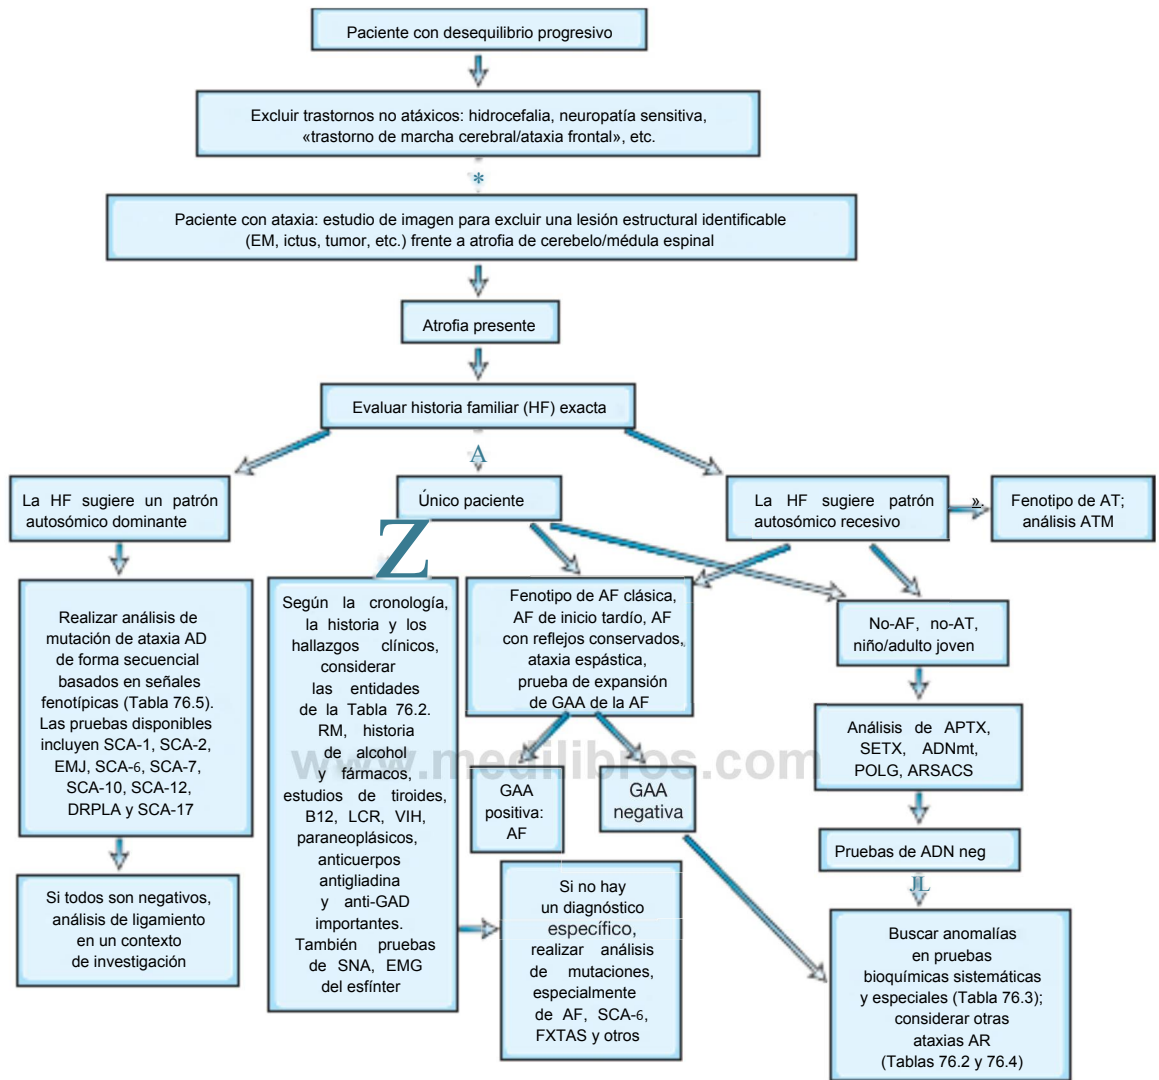 Paciente con desequilibrio progresivo
Excluir trastornos no atáxicos: hidrocefalia, neuropatía sensitiva,
«trastorno de marcha cerebral/ataxia frontal», etc.
*
Paciente con ataxia: estudio de imagen para excluir una lesión estructural identificable
(EM, ictus, tumor, etc.) frente a atrofia de cerebelo/médula espinal
Atrofia presente
Evaluar historia familiar (HF) exacta
A
La HF sugiere un patrón
autosómico dominante
Único paciente
La HF sugiere patrón
autosómico recesivo
».
Fenotipo de AT;
análisis ATM
Z
Realizar análisis de
mutación de ataxia AD
de forma secuencial
basados en señales
fenotípicas (Tabla 76.5).
Las pruebas disponibles
incluyen SCA-1, SCA-2,
EMJ, SCA-6, SCA-7,
SCA-10, SCA-12,
DRPLA y SCA-17
Si todos son negativos,
análisis de ligamiento
en un contexto
de investigación
Según la cronología,
la historia y los
hallazgos clínicos,
considerar
las entidades
de la Tabla 76.2.
RM, historia
de alcohol
y fármacos,
estudios de tiroides,
B12, LCR, VIH,
paraneoplásicos,
anticuerpos
antigliadina
y anti-GAD
importantes.
También pruebas
de SNA, EMG
del esfínter
Fenotipo de AF clásica,
AF de inicio tardío, AF
con reflejos conservados,
ataxia espástica,
prueba de expansión
de GAA de la AF
GAA
positiva:
AF
GAA
negativa
Si no hay
un diagnóstico
específico,
realizar análisis
de mutaciones,
especialmente
de AF, SCA-6,
FXTAS y otros
No-AF, no-AT,
niño/adulto joven
Análisis de APTX,
SETX, ADNmt,
POLG, ARSACS
Pruebas de ADN neg
JL
Buscar anomalías
en pruebas
bioquímicas sistemáticas
y especiales (Tabla 76.3);
considerar otras
ataxias AR
(Tablas 76.2 y 76.4)
www.medilibros.com